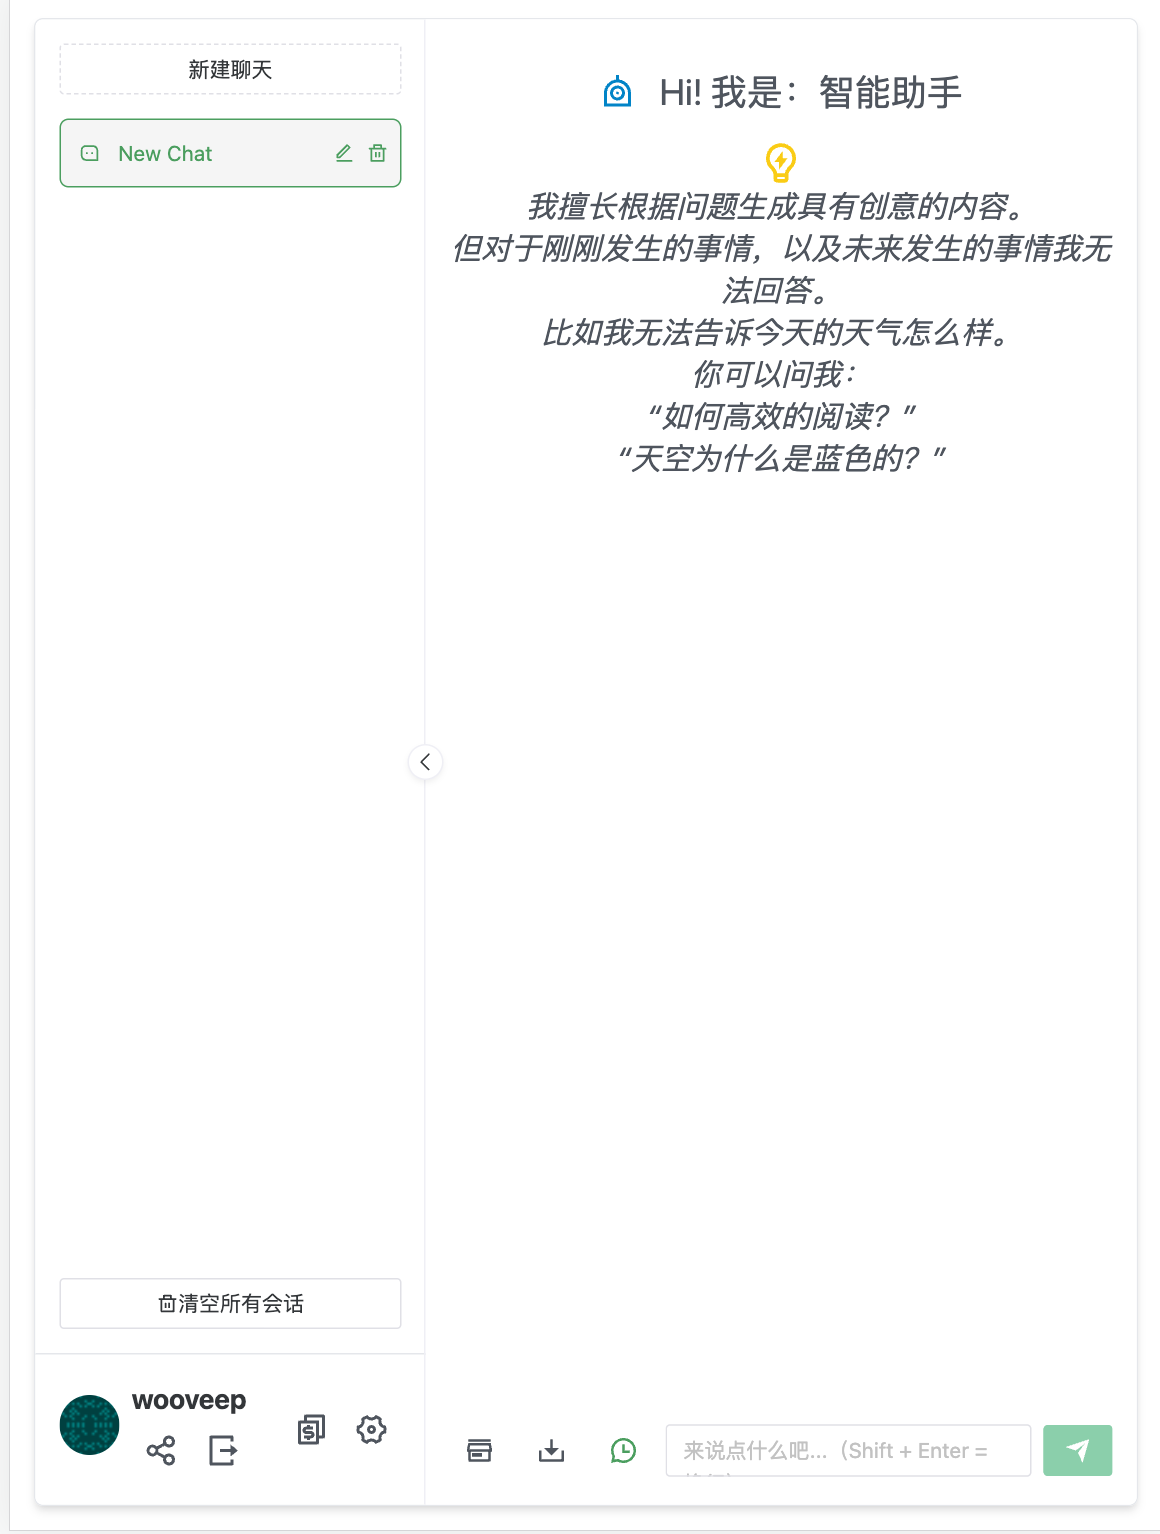 新建聊天
New Chat
清空所有会话
wooveep
Hi! 我是：智能助手
我擅长根据问题生成具有创意的内容。
但对于刚刚发生的事情，以及未来发生的事情我无
法回答。
比如我无法告诉今天的天气怎么样。
你可以问我：
“如何高效的阅读？”
“天空为什么是蓝色的？”
来说点什么吧...（Shift + Enter =